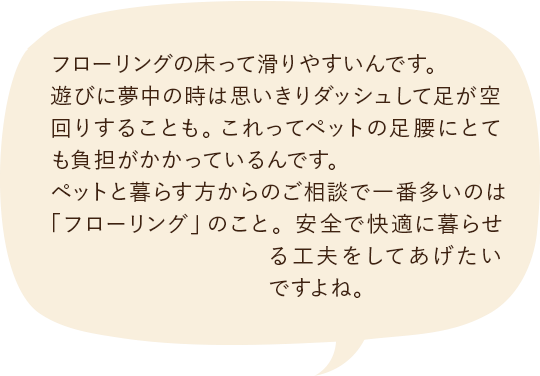 フローリングの床って滑りやすいんです。
遊びに夢中の時は思いきりダッシュして足が空
回りすることも。これってペットの足腰にとて
も負担がかかっているんです。
ペットと暮らす方からのご相談で一番多いのは
「フローリング」のこと。安全で快適に暮らせ
る工夫をしてあげたい
ですよね。